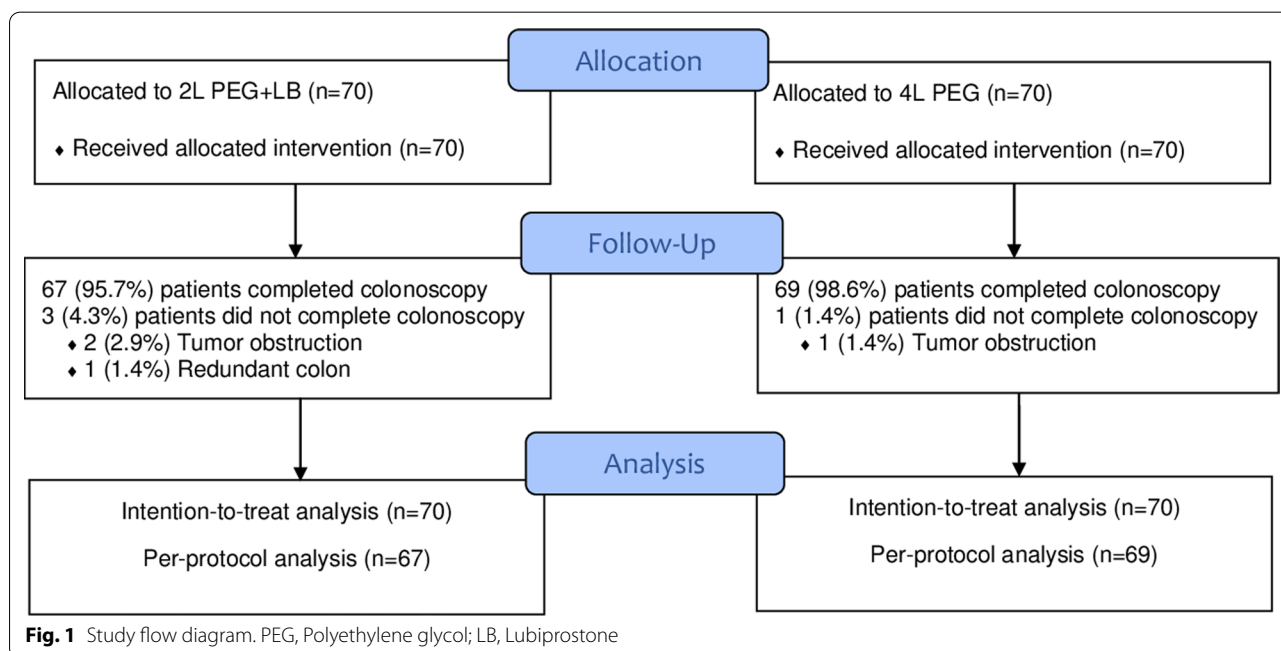 Allocation
Allocated to 2L PEG+LB (n=70)
♦ Received allocated intervention (n=70)
Allocated to 4L PEG (n=70)
♦ Received allocated intervention (n=70)
Follow-Up
67 (95.7%) patients completed colonoscopy
3 (4.3%) patients did not complete colonoscopy
♦ 2 (2.9%) Tumor obstruction
♦ 1 (1.4%) Redundant colon
69 (98.6%) patients completed colonoscopy
1 (1.4%) patients did not complete colonoscopy
♦ 1 (1.4%) Tumor obstruction
Analysis
Intention-to-treat analysis (n=70)
Per-protocol analysis (n=67)
Intention-to-treat analysis (n=70)
Per-protocol analysis (n=69)
Fig. 1 Study flow diagram. PEG, Polyethylene glycol; LB, Lubiprostone